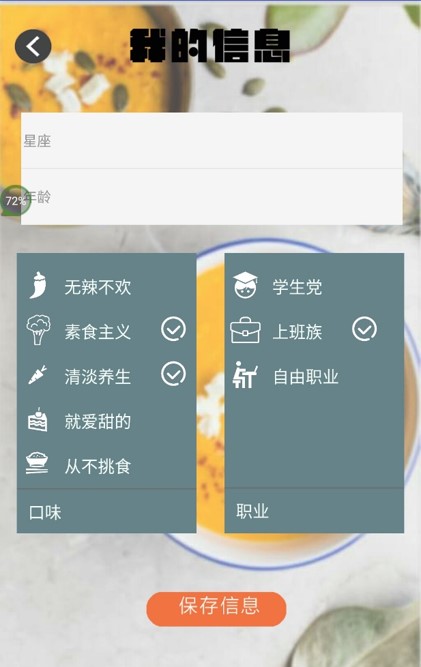 我的信息
星座
72%
年龄
无辣不欢
素食主义
清淡养生
就爱甜的
从不挑食
口味
学生党
上班族
自由职业
职业
保存信息